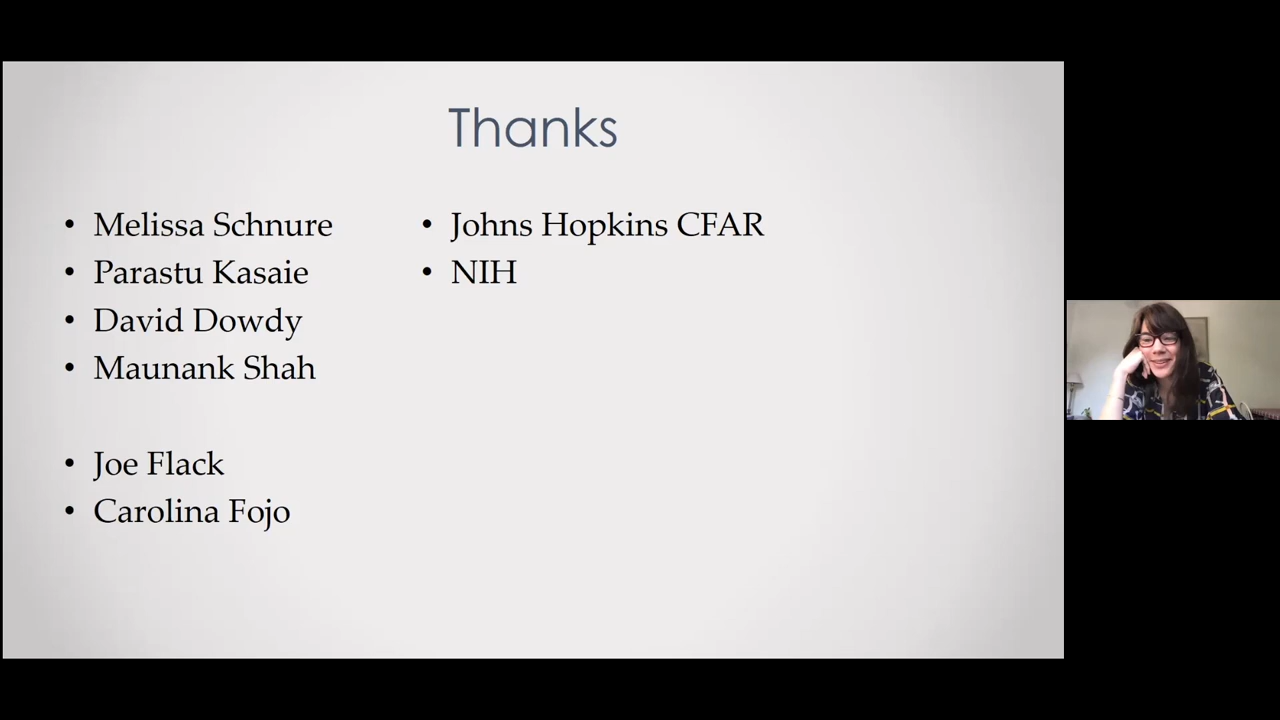 Thanks
• Melissa Schnure
• Parastu Kasaie
• David Dowdy
• Maunank Shah
• Joe Flack
• Carolina Fojo
• Johns Hopkins CFAR
• NIH